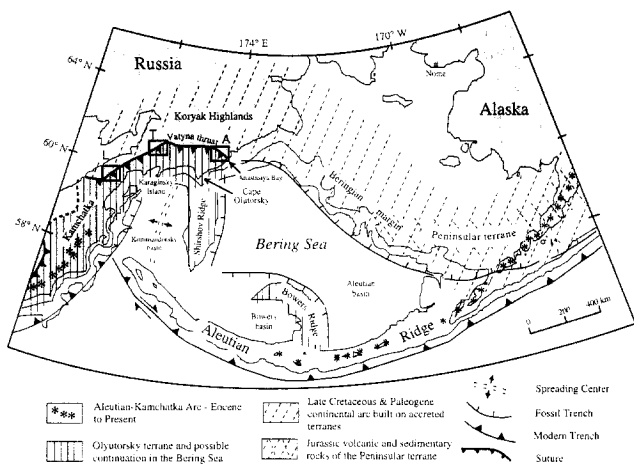 174° E
170° W
64° N
Russia
Nome
Alaska
Koryak Highlands
60° N
Vatyna thrust
A
L
Anastasya Bay
Cape
Olutorsky
Karaginsky
Island
Beringian margin
58° N
Kamchatka
Shirshov Ridge
Peninsular terrane
Komandorsky
basin
Bering Sea
Aleutian
basin
Bowers
basin
Bowers Ridge
Aleutian Ridge
0 200 400 km
Aleutian-Kamchatka Arc - Eocene
to Present
Olyutorsky terrane and possible
continuation in the Bering Sea
Late Cretaceous & Paleogene
continental arc built on accreted
terranes
Jurassic volcanic and sedimentary
rocks of the Peninsular terrane
Spreading Center
Fossil Trench
Modern Trench
Suture